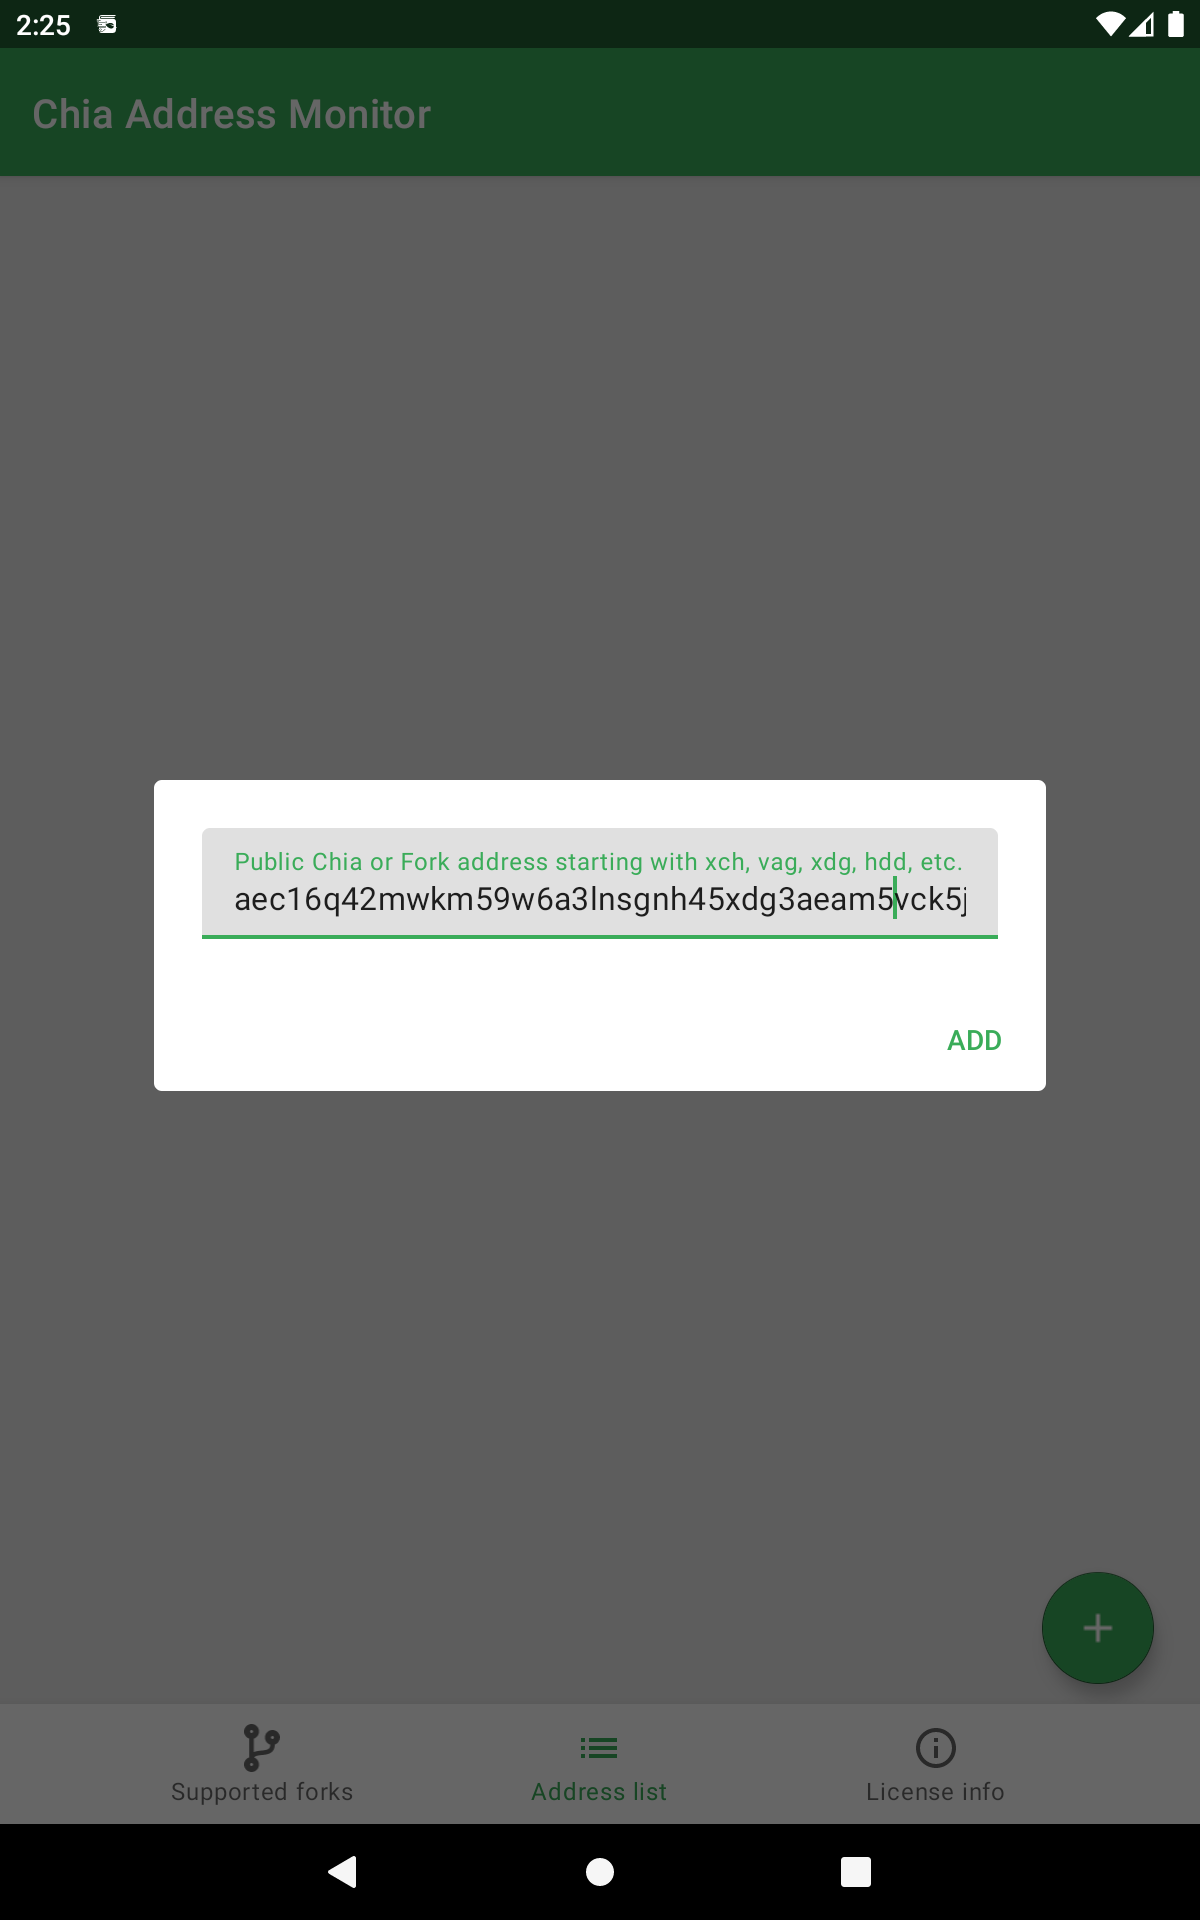 2:25
Chia Address Monitor
Public Chia or Fork address starting with xch, vag, xdg, hdd, etc.
aec16q42mwkm59w6a3lnsgnh45xdg3aeam5vck5j
ADD
Supported forks
Address list
License info